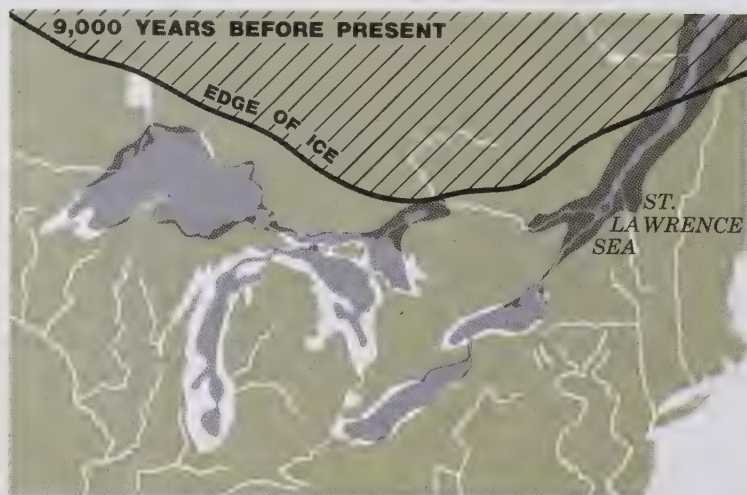 9,000 YEARS BEFORE PRESENT
EDGE OF ICE
ST.
LAWRENCE
SEA